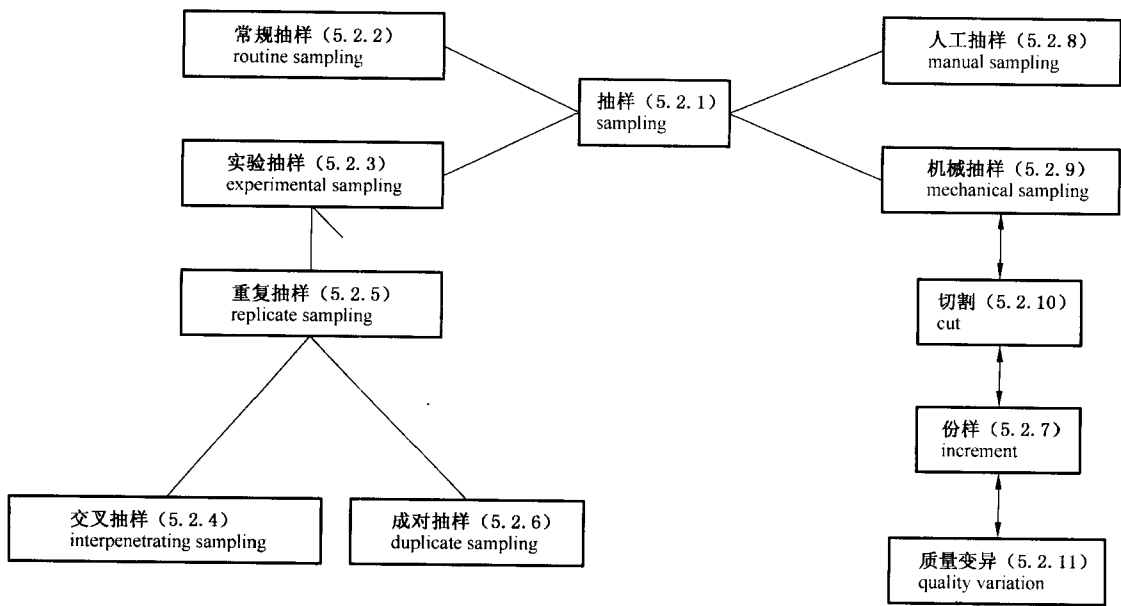 常规抽样（5.2.2）
routine sampling
人工抽样（5.2.8）
manual sampling
抽样（5.2.1）
sampling
实验抽样（5.2.3）
experimental sampling
机械抽样（5.2.9）
mechanical sampling
重复抽样（5.2.5）
replicate sampling
切割（5.2.10）
cut
份样（5.2.7）
increment
交叉抽样（5.2.4）
interpenetrating sampling
成对抽样（5.2.6）
duplicate sampling
质量变异（5.2.11）
quality variation